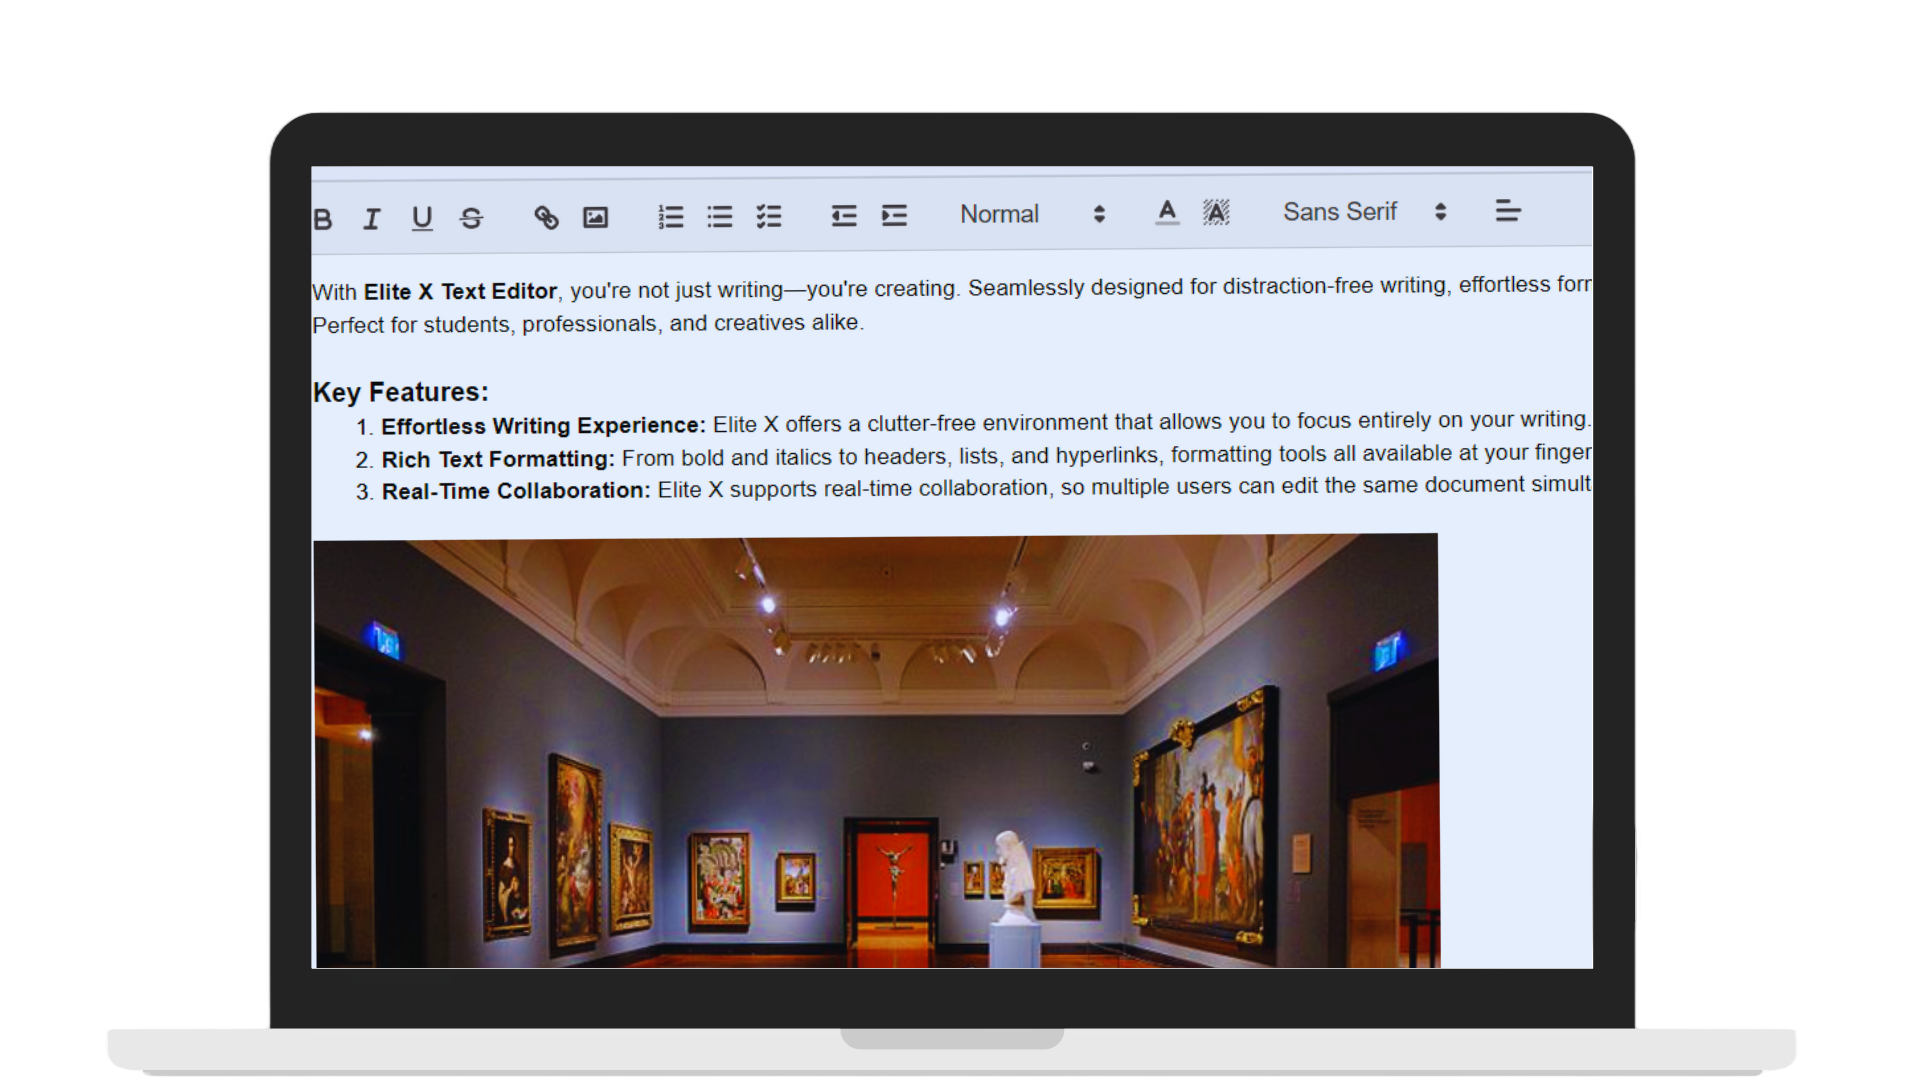 B I U S Normal A A Sans Serif
With Elite X Text Editor, you're not just writing—you're creating. Seamlessly designed for distraction-free writing, effortless
Perfect for students, professionals, and creatives alike.
Key Features:
1. Effortless Writing Experience: Elite X offers a clutter-free environment that allows you to focus entirely on your writing.
2. Rich Text Formatting: From bold and italics to headers, lists, and hyperlinks, formatting tools all available at your finger
3. Real-Time Collaboration: Elite X supports real-time collaboration, so multiple users can edit the same document simult